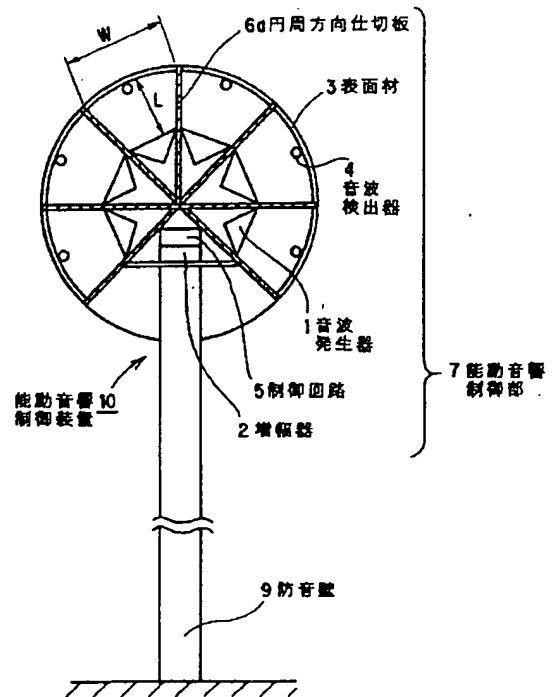 W
6a円周方向仕切板
L
3表面材
4
音波
検出器
1音波
発生器
5制御回路
2増幅器
7能動音響
制御部
能動音響 10
制御装置
9防音壁